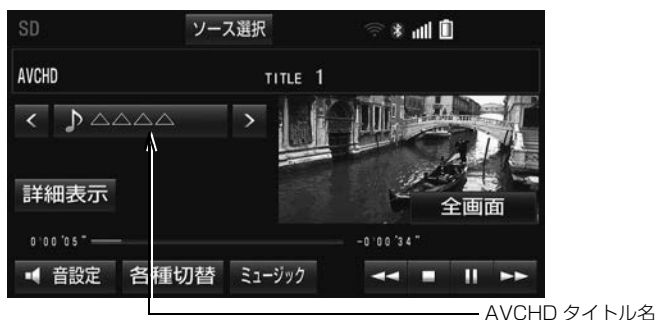 SD ソース選択
AVCHD TITLE 1
< ♪△△△△ >
詳細表示 全画面
0'00'05" -0'00'34"
音設定 各種切替 ミュージック
AVCHD タイトル名